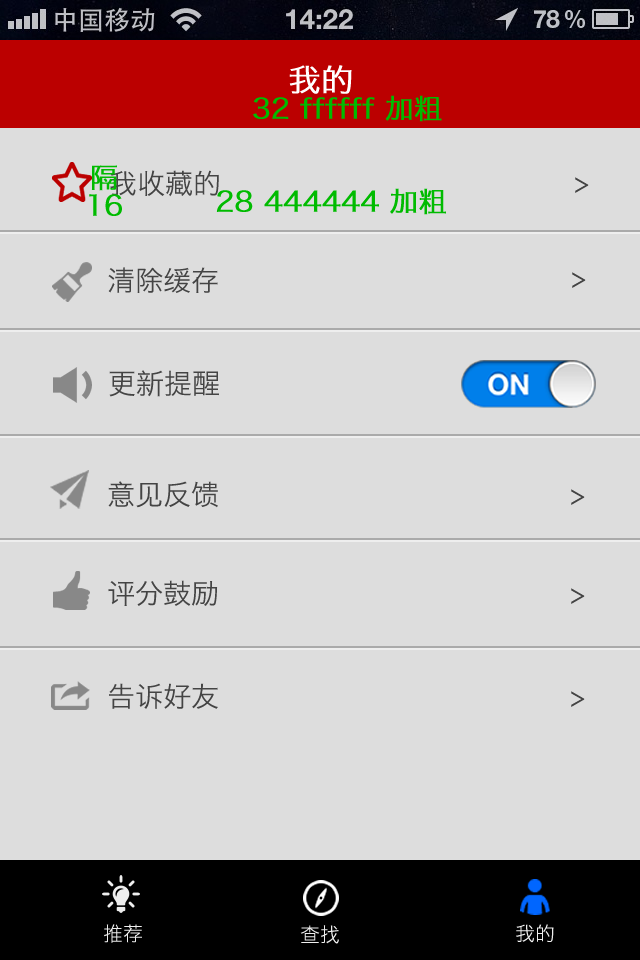 中国移动 14:22 78%
我的
32 ffffff 加粗
隔 我收藏的 >
16 28 444444 加粗
清除缓存 >
更新提醒 ON
意见反馈 >
评分鼓励 >
告诉好友 >
推荐 查找 我的